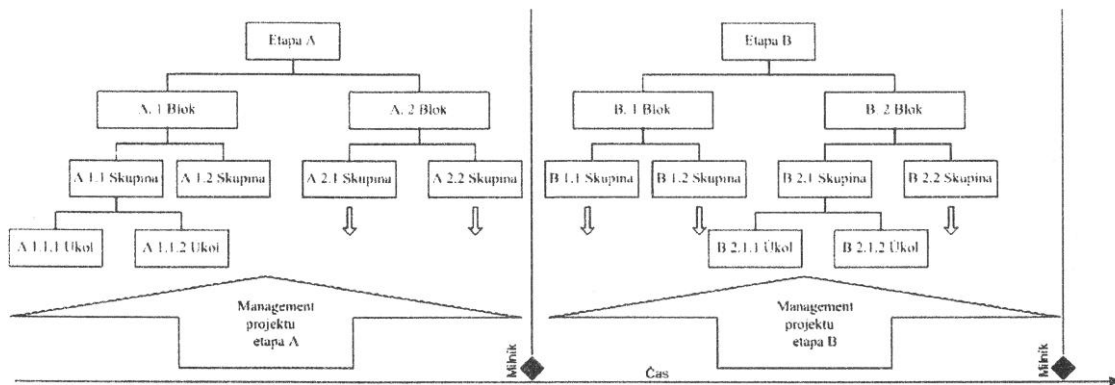 Etapa A
Etapa B
A. 1 Blok
A. 2 Blok
B. 1 Blok
B. 2 Blok
A 1.1 Skupina
A 1.2 Skupina
A 2.1 Skupina
A 2.2 Skupina
B 1.1 Skupina
B 1.2 Skupina
B 2.1 Skupina
B 2.2 Skupina
A 1.1.1 Úkol
A 1.1.2 Úkol
B 2.1.1 Úkol
B 2.1.2 Úkol
Management
projektu
etapa A
Management
projektu
etapa B
Milník
Milník
Čas